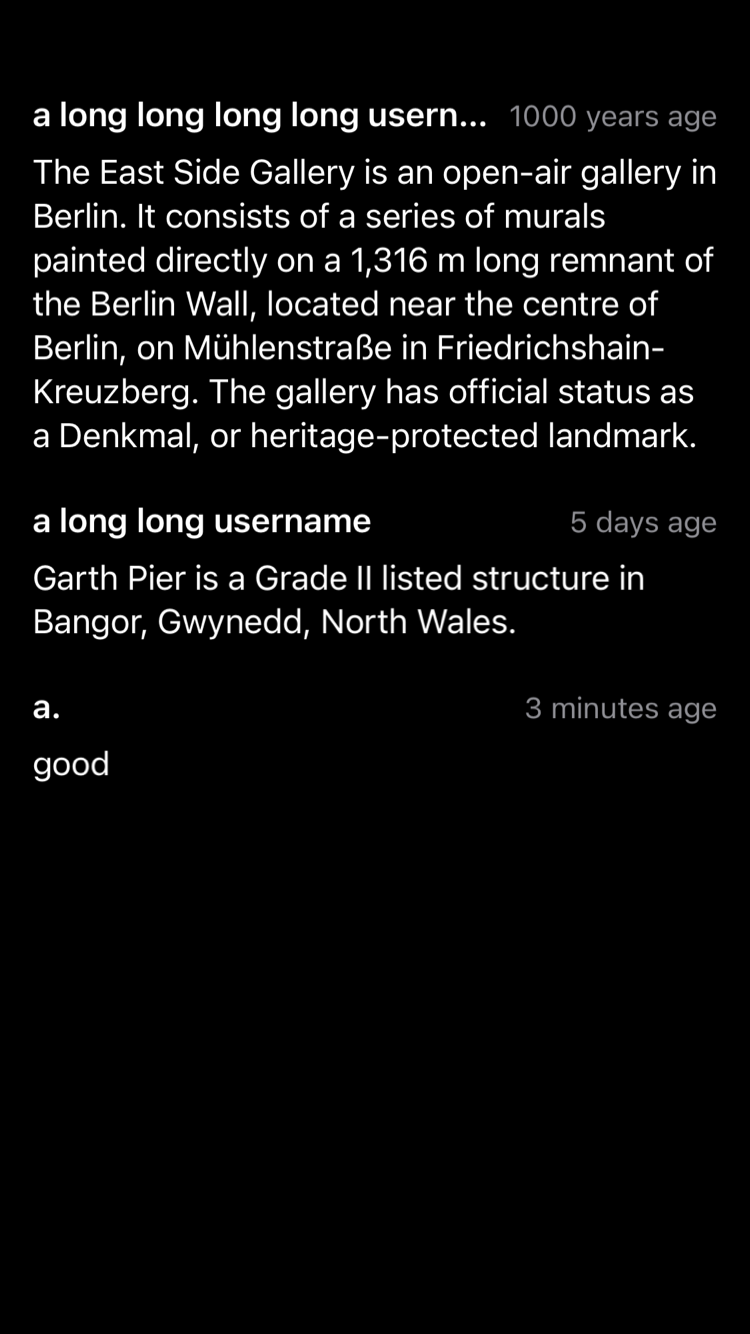 a long long long long usern... 1000 years age
The East Side Gallery is an open-air gallery in
Berlin. It consists of a series of murals
painted directly on a 1,316 m long remnant of
the Berlin Wall, located near the centre of
Berlin, on Mühlenstraße in Friedrichshain-
Kreuzberg. The gallery has official status as
a Denkmal, or heritage-protected landmark.
a long long username 5 days age
Garth Pier is a Grade II listed structure in
Bangor, Gwynedd, North Wales.
a. 3 minutes age
good